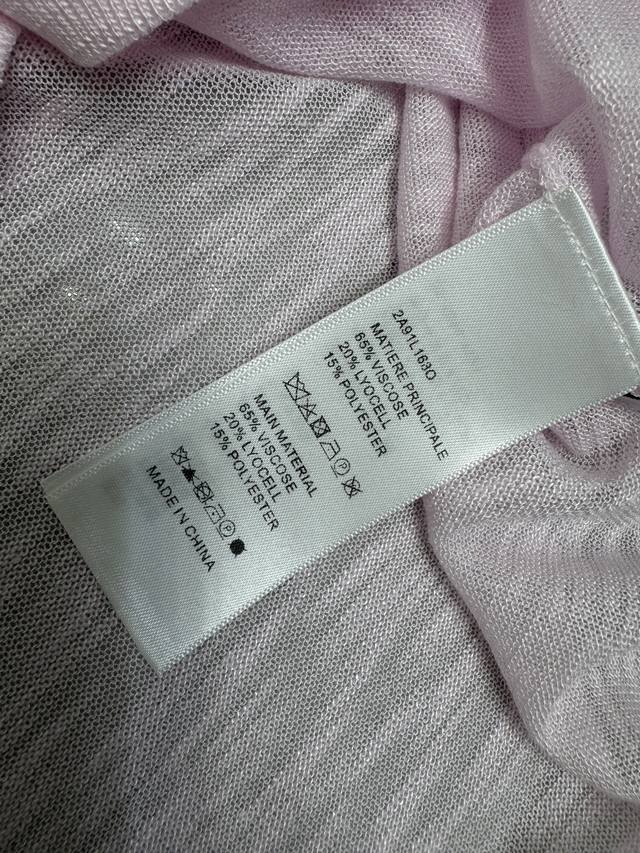 2A91L168O
MATIERE PRINCIPALE
65% VISCOSE
20% LYOCELL
15% POLYESTER
MAIN MATERIAL
65% VISCOSE
20% LYOCELL
15% POLYESTER
MADE IN CHINA